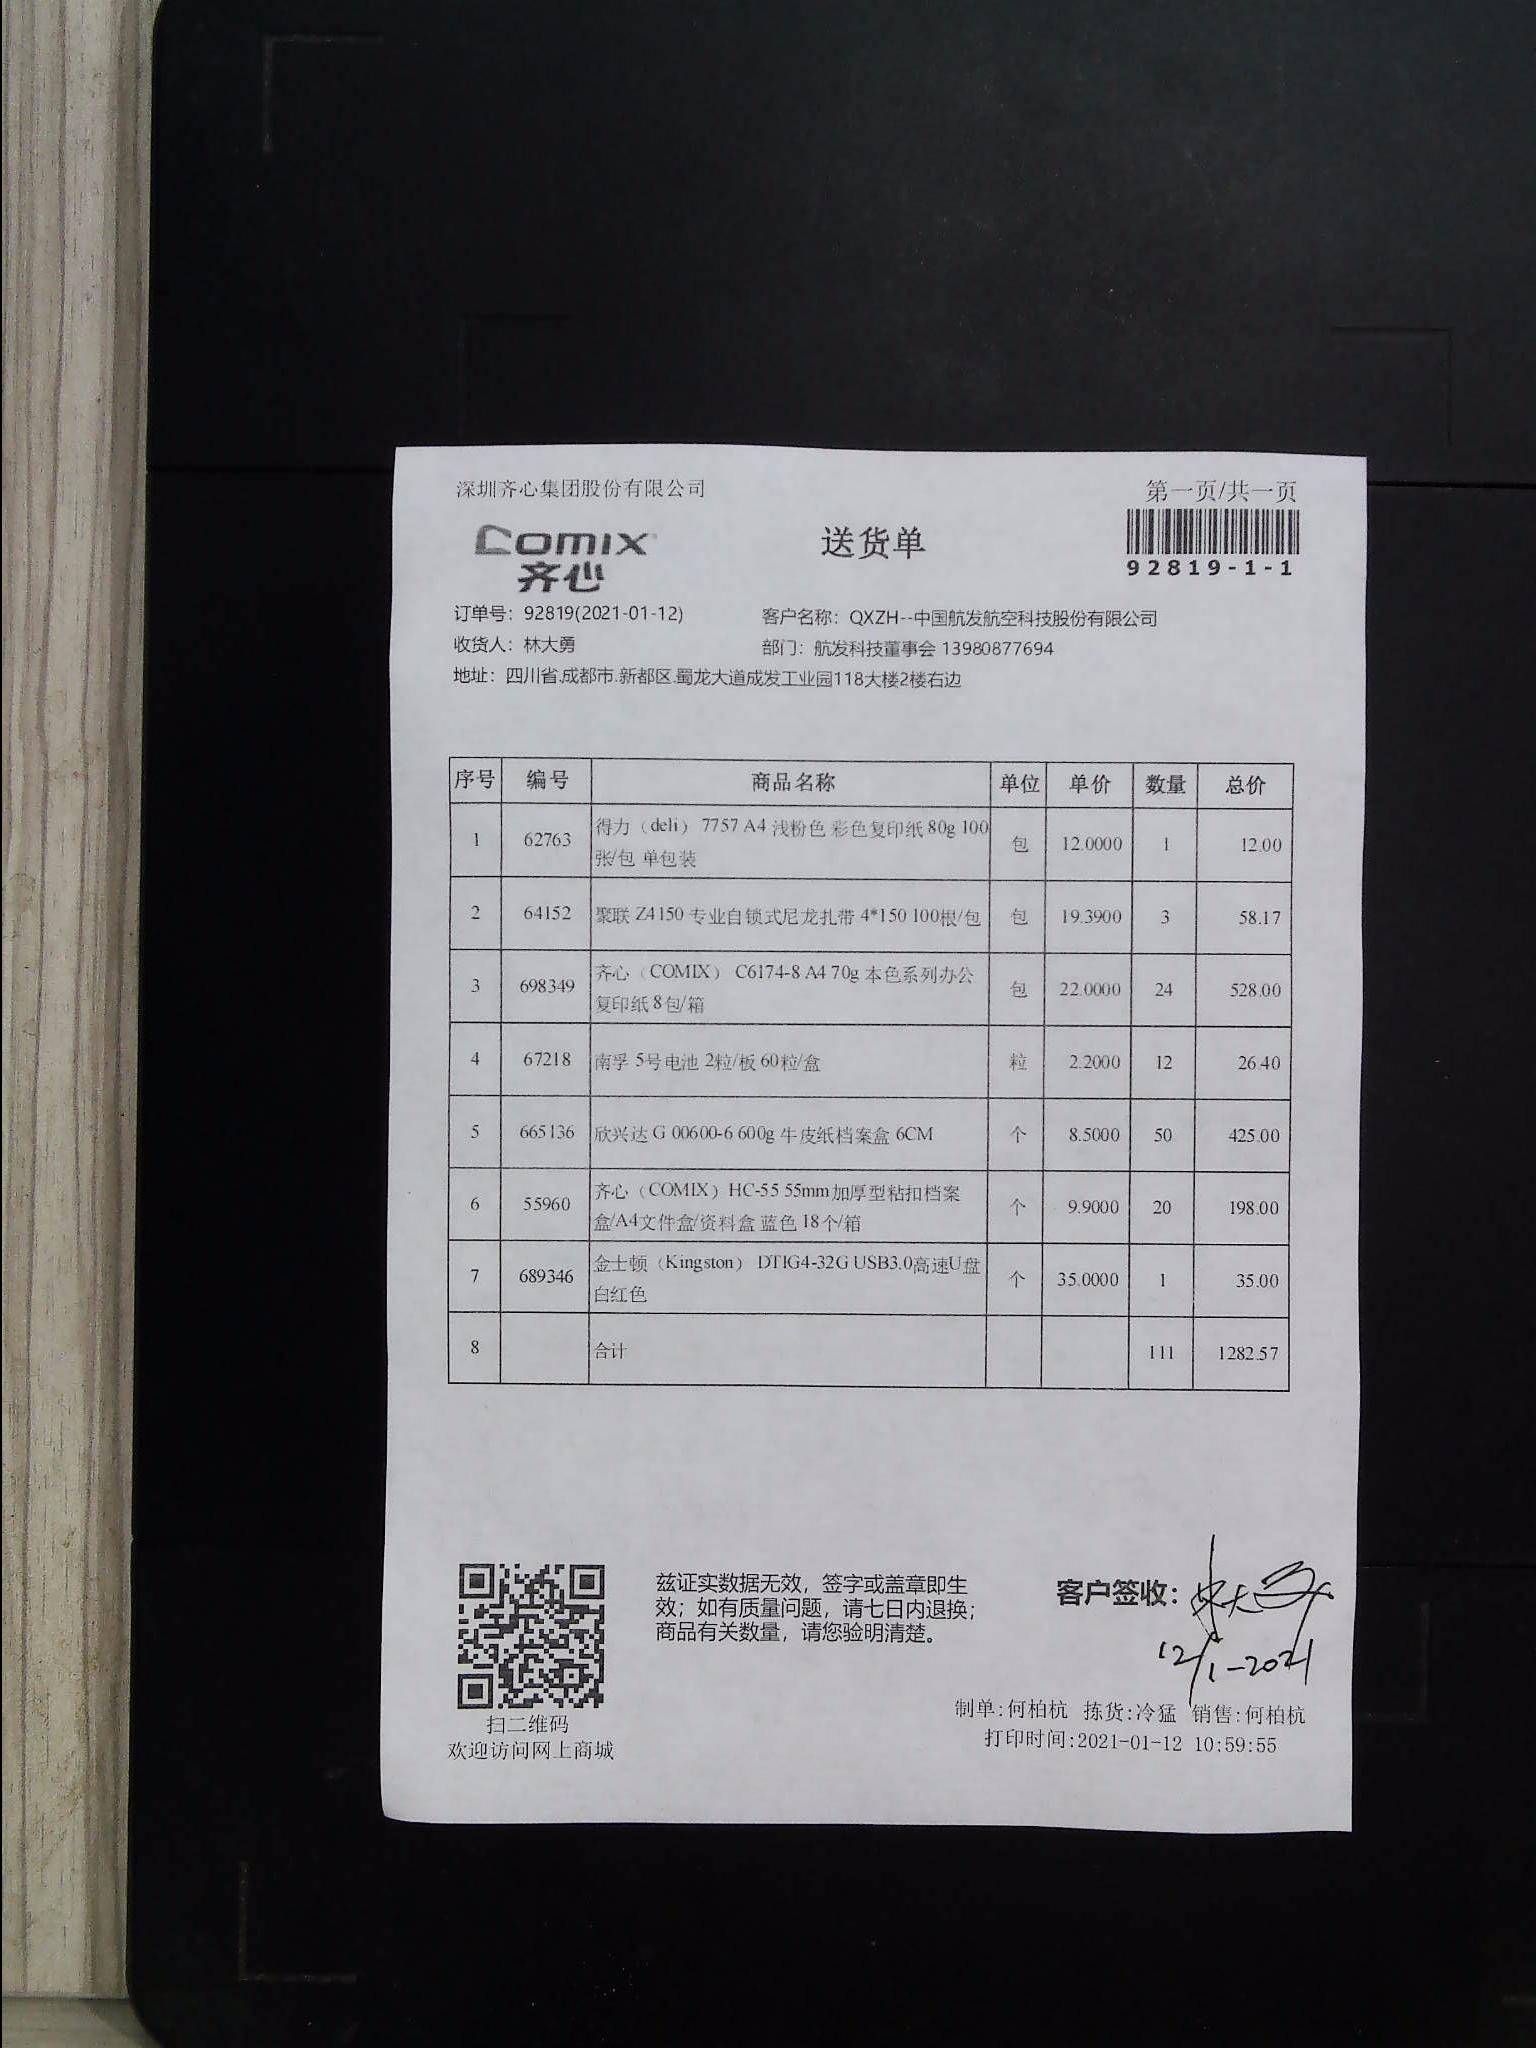 深圳齐心集团股份有限公司
第一页/共一页
Comix
齐心
送货单
92819-1-1
订单号：92819(2021-01-12)
客户名称：QXZH--中国航发航空科技股份有限公司
收货人：林大勇
部门：航发科技董事会 13980877694
地址：四川省.成都市.新都区.蜀龙大道成发工业园118大楼2楼右边
序号 编号 商品名称 单位 单价 数量 总价
1 62763 得力（deli） 7757 A4 浅粉色 彩色复印纸 80g 100张/包 单包装 包 12.0000 1 12.00
2 64152 聚联 Z4150 专业自锁式尼龙扎带 4*150 100根/包 包 19.3900 3 58.17
3 698349 齐心（COMIX） C6174-8 A4 70g 本色系列办公复印纸 8包/箱 包 22.0000 24 528.00
4 67218 南孚 5号电池 2粒/板 60粒/盒 粒 2.2000 12 26.40
5 665136 欣兴达 G 00600-6 600g 牛皮纸档案盒 6CM 个 8.5000 50 425.00
6 55960 齐心（COMIX）HC-55 55mm加厚型粘扣档案盒/A4文件盒/资料盒 蓝色 18个/箱 个 9.9000 20 198.00
7 689346 金士顿（Kingston） DTIG4-32G USB3.0高速U盘 白红色 个 35.0000 1 35.00
8 合计 111 1282.57
兹证实数据无效，签字或盖章即生
效；如有质量问题，请七日内退换；
商品有关数量，请您验明清楚。
客户签收：林大勇
12/1-2021
扫二维码
欢迎访问网上商城
制单:何柏杭 拣货:冷猛 销售:何柏杭
打印时间:2021-01-12 10:59:55